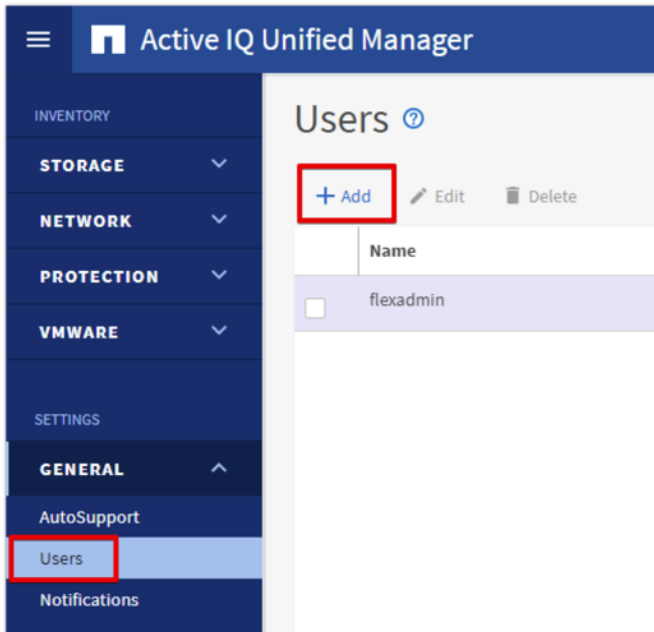 Active IQ Unified Manager
INVENTORY
STORAGE
NETWORK
PROTECTION
VMWARE
SETTINGS
GENERAL
AutoSupport
Users
Notifications
Users ?
+ Add Edit Delete
Name
flexadmin